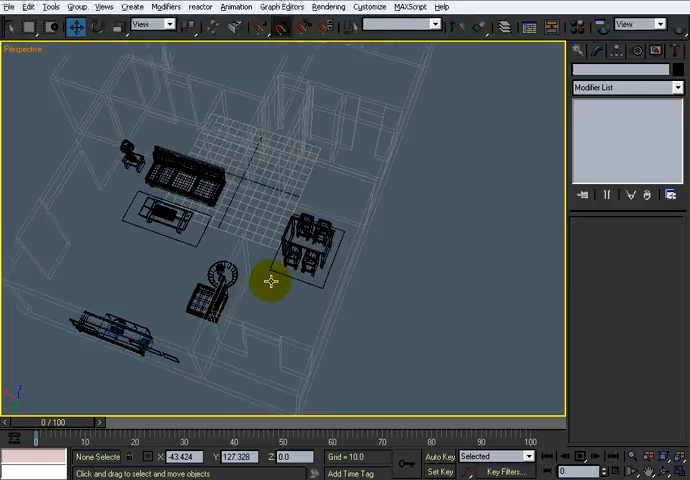 File Edit Tools Group Views Create Modifiers reactor Animation Graph Editors Rendering Customize MAXScript Help
View
View
Perspective
Modifier List
0 / 100
0 10 20 30 40 50 60 70 80 90 100
None Selecte X: -43.424 Y: 127.328 Z: 0.0 Grid = 10.0 Auto Key Selected
Click and drag to select and move objects Add Time Tag Set Key Key Filters... 0